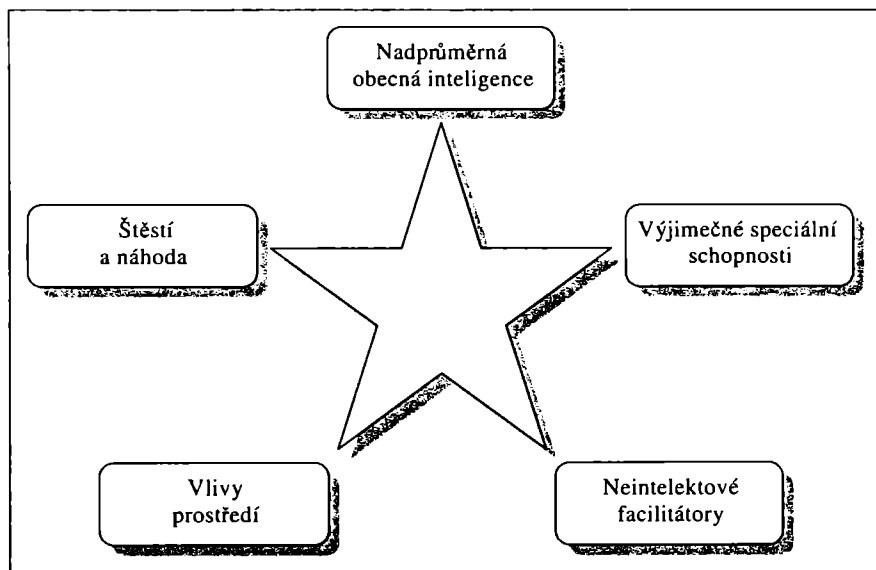 Nadprůměrná
obecná inteligence
Štěstí
a náhoda
Výjimečné speciální
schopnosti
Vlivy
prostředí
Neintelektové
facilitátory